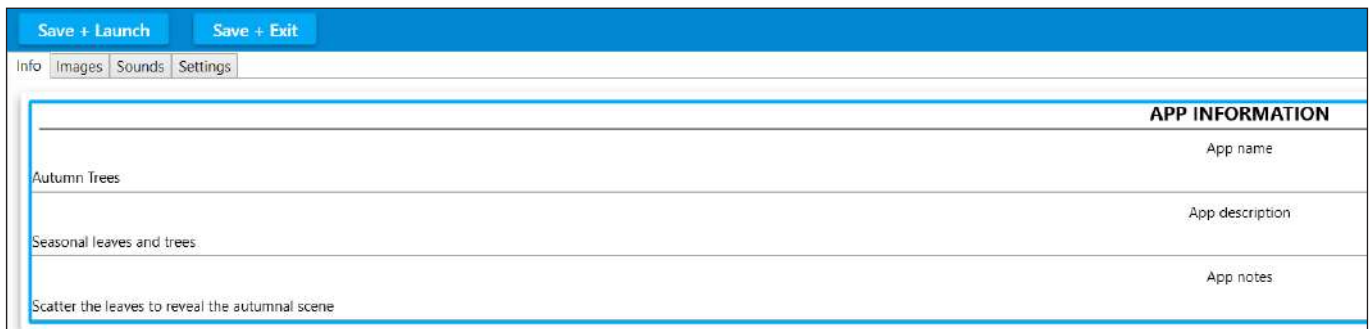 Save + Launch Save + Exit
Info Images Sounds Settings
APP INFORMATION
App name
Autumn Trees
App description
Seasonal leaves and trees
App notes
Scatter the leaves to reveal the autumnal scene